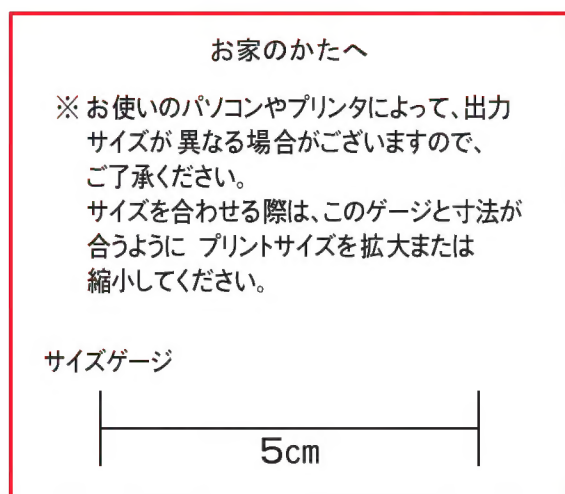 お家のかたへ
※ お使いのパソコンやプリンタによって、出力
サイズが異なる場合がございますので、
ご了承ください。
サイズを合わせる際は、このゲージと寸法が
合うように プリントサイズを拡大または
縮小してください。
サイズゲージ
5cm